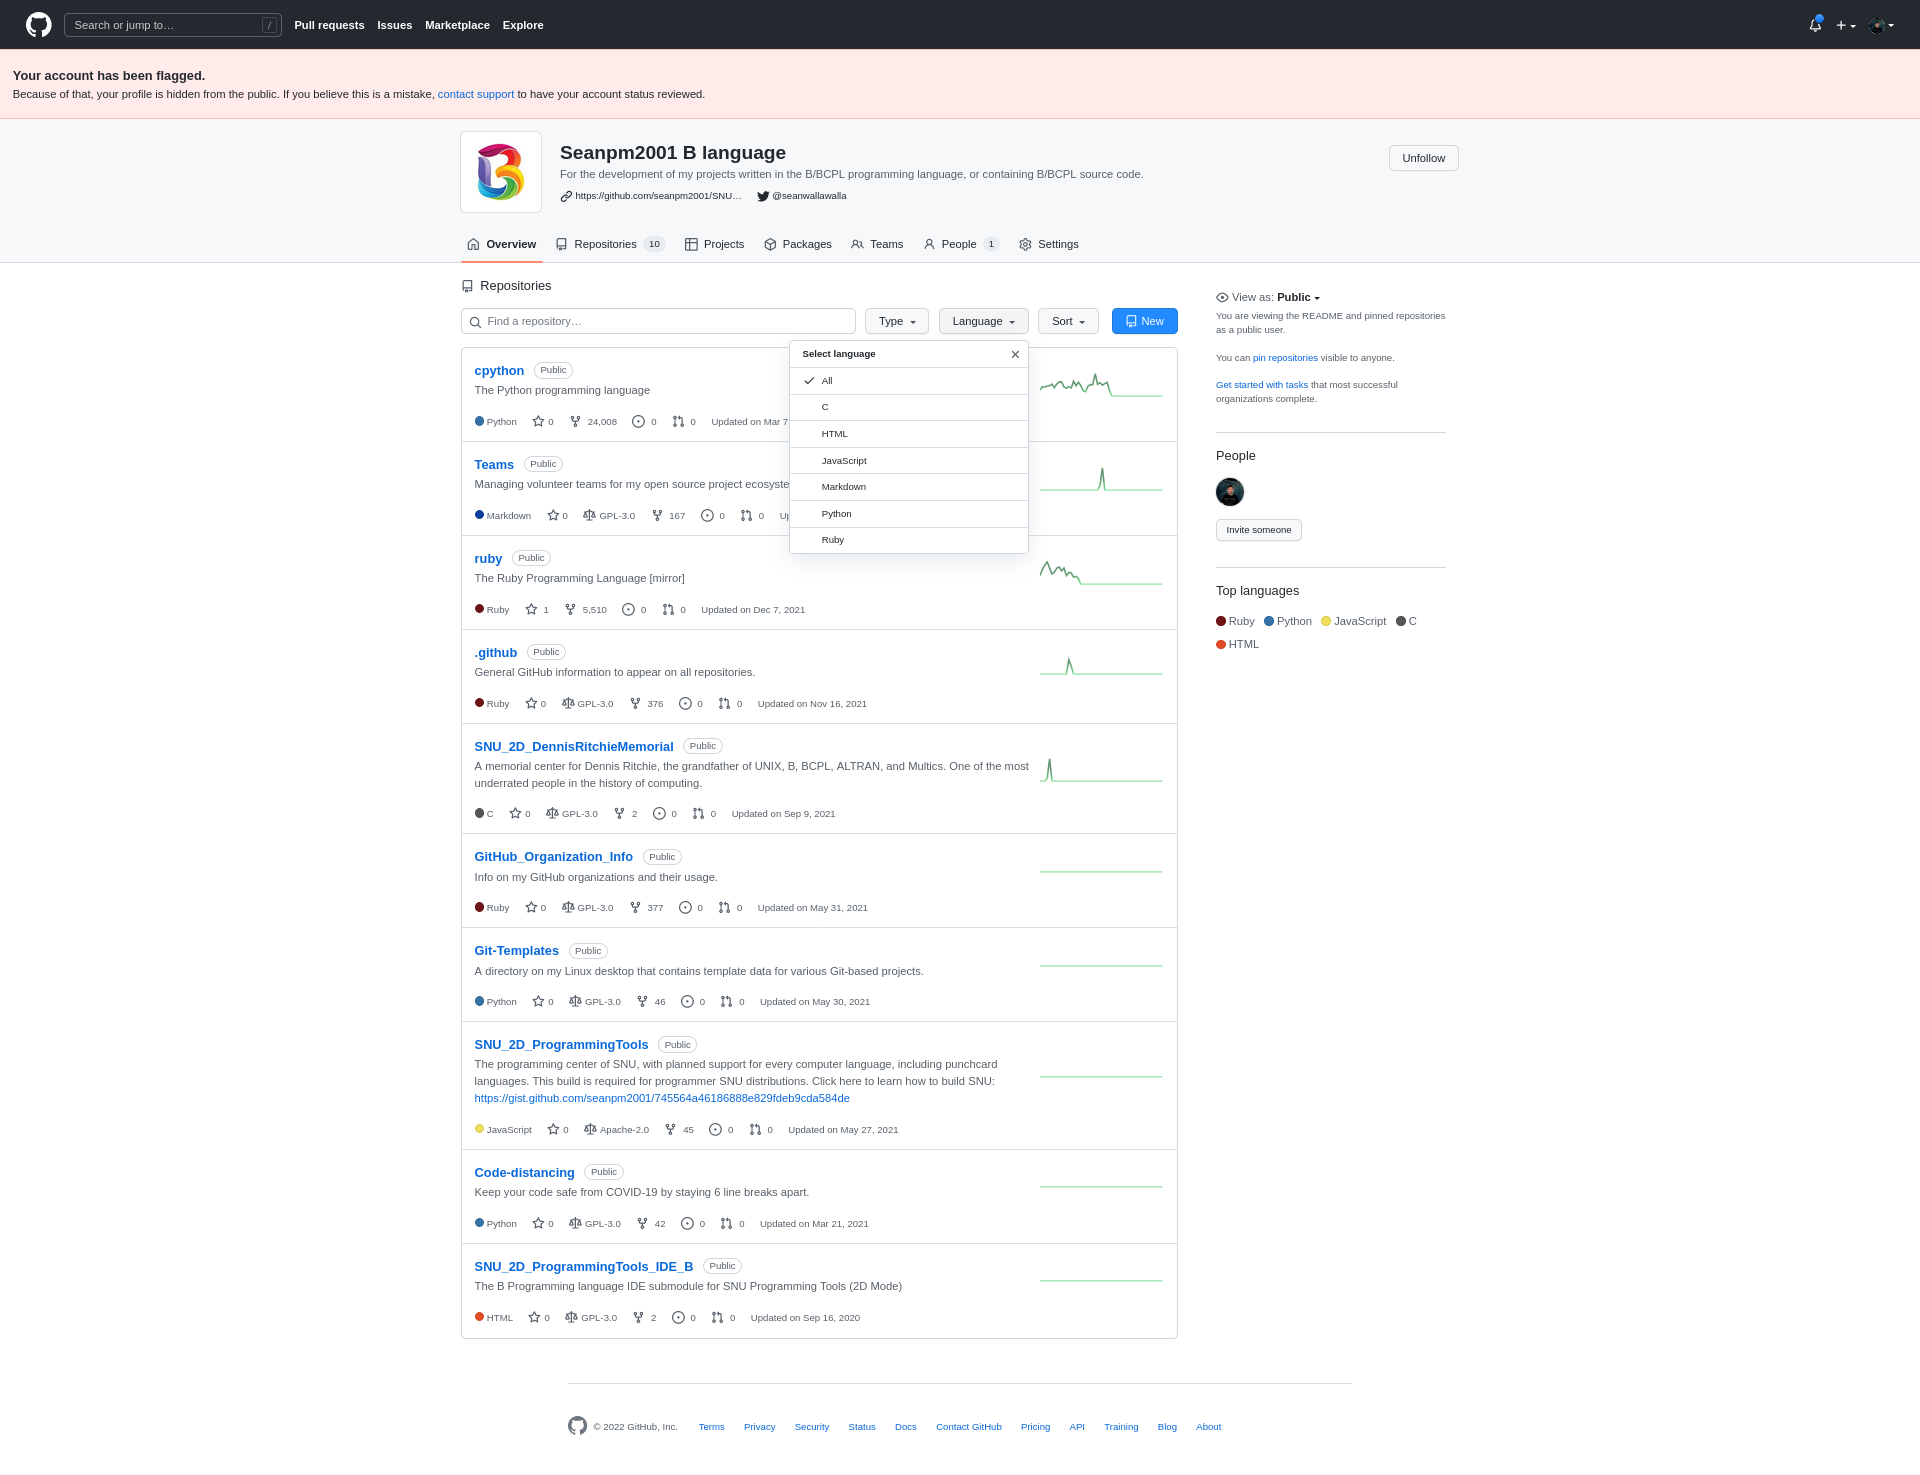 Search or jump to… /
Pull requests Issues Marketplace Explore
Your account has been flagged.
Because of that, your profile is hidden from the public. If you believe this is a mistake, contact support to have your account status reviewed.
Seanpm2001 B language
For the development of my projects written in the B/BCPL programming language, or containing B/BCPL source code.
https://github.com/seanpm2001/SNU… @seanwallawalla
Unfollow
Overview Repositories 10 Projects Packages Teams People 1 Settings
Repositories
Find a repository… Type Language Sort New
Select language
All
C
HTML
JavaScript
Markdown
Python
Ruby
cpython Public
The Python programming language
Python 0 24,008 0 0 Updated on Mar 7
Teams Public
Managing volunteer teams for my open source project ecosyste
Markdown 0 GPL-3.0 167 0 0 Up
ruby Public
The Ruby Programming Language [mirror]
Ruby 1 5,510 0 0 Updated on Dec 7, 2021
.github Public
General GitHub information to appear on all repositories.
Ruby 0 GPL-3.0 376 0 0 Updated on Nov 16, 2021
SNU_2D_DennisRitchieMemorial Public
A memorial center for Dennis Ritchie, the grandfather of UNIX, B, BCPL, ALTRAN, and Multics. One of the most
underrated people in the history of computing.
C 0 GPL-3.0 2 0 0 Updated on Sep 9, 2021
GitHub_Organization_Info Public
Info on my GitHub organizations and their usage.
Ruby 0 GPL-3.0 377 0 0 Updated on May 31, 2021
Git-Templates Public
A directory on my Linux desktop that contains template data for various Git-based projects.
Python 0 GPL-3.0 46 0 0 Updated on May 30, 2021
SNU_2D_ProgrammingTools Public
The programming center of SNU, with planned support for every computer language, including punchcard
languages. This build is required for programmer SNU distributions. Click here to learn how to build SNU:
https://gist.github.com/seanpm2001/745564a46186888e829fdeb9cda584de
JavaScript 0 Apache-2.0 45 0 0 Updated on May 27, 2021
Code-distancing Public
Keep your code safe from COVID-19 by staying 6 line breaks apart.
Python 0 GPL-3.0 42 0 0 Updated on Mar 21, 2021
SNU_2D_ProgrammingTools_IDE_B Public
The B Programming language IDE submodule for SNU Programming Tools (2D Mode)
HTML 0 GPL-3.0 2 0 0 Updated on Sep 16, 2020
View as: Public
You are viewing the README and pinned repositories
as a public user.
You can pin repositories visible to anyone.
Get started with tasks that most successful
organizations complete.
People
Invite someone
Top languages
Ruby Python JavaScript C
HTML
© 2022 GitHub, Inc. Terms Privacy Security Status Docs Contact GitHub Pricing API Training Blog About